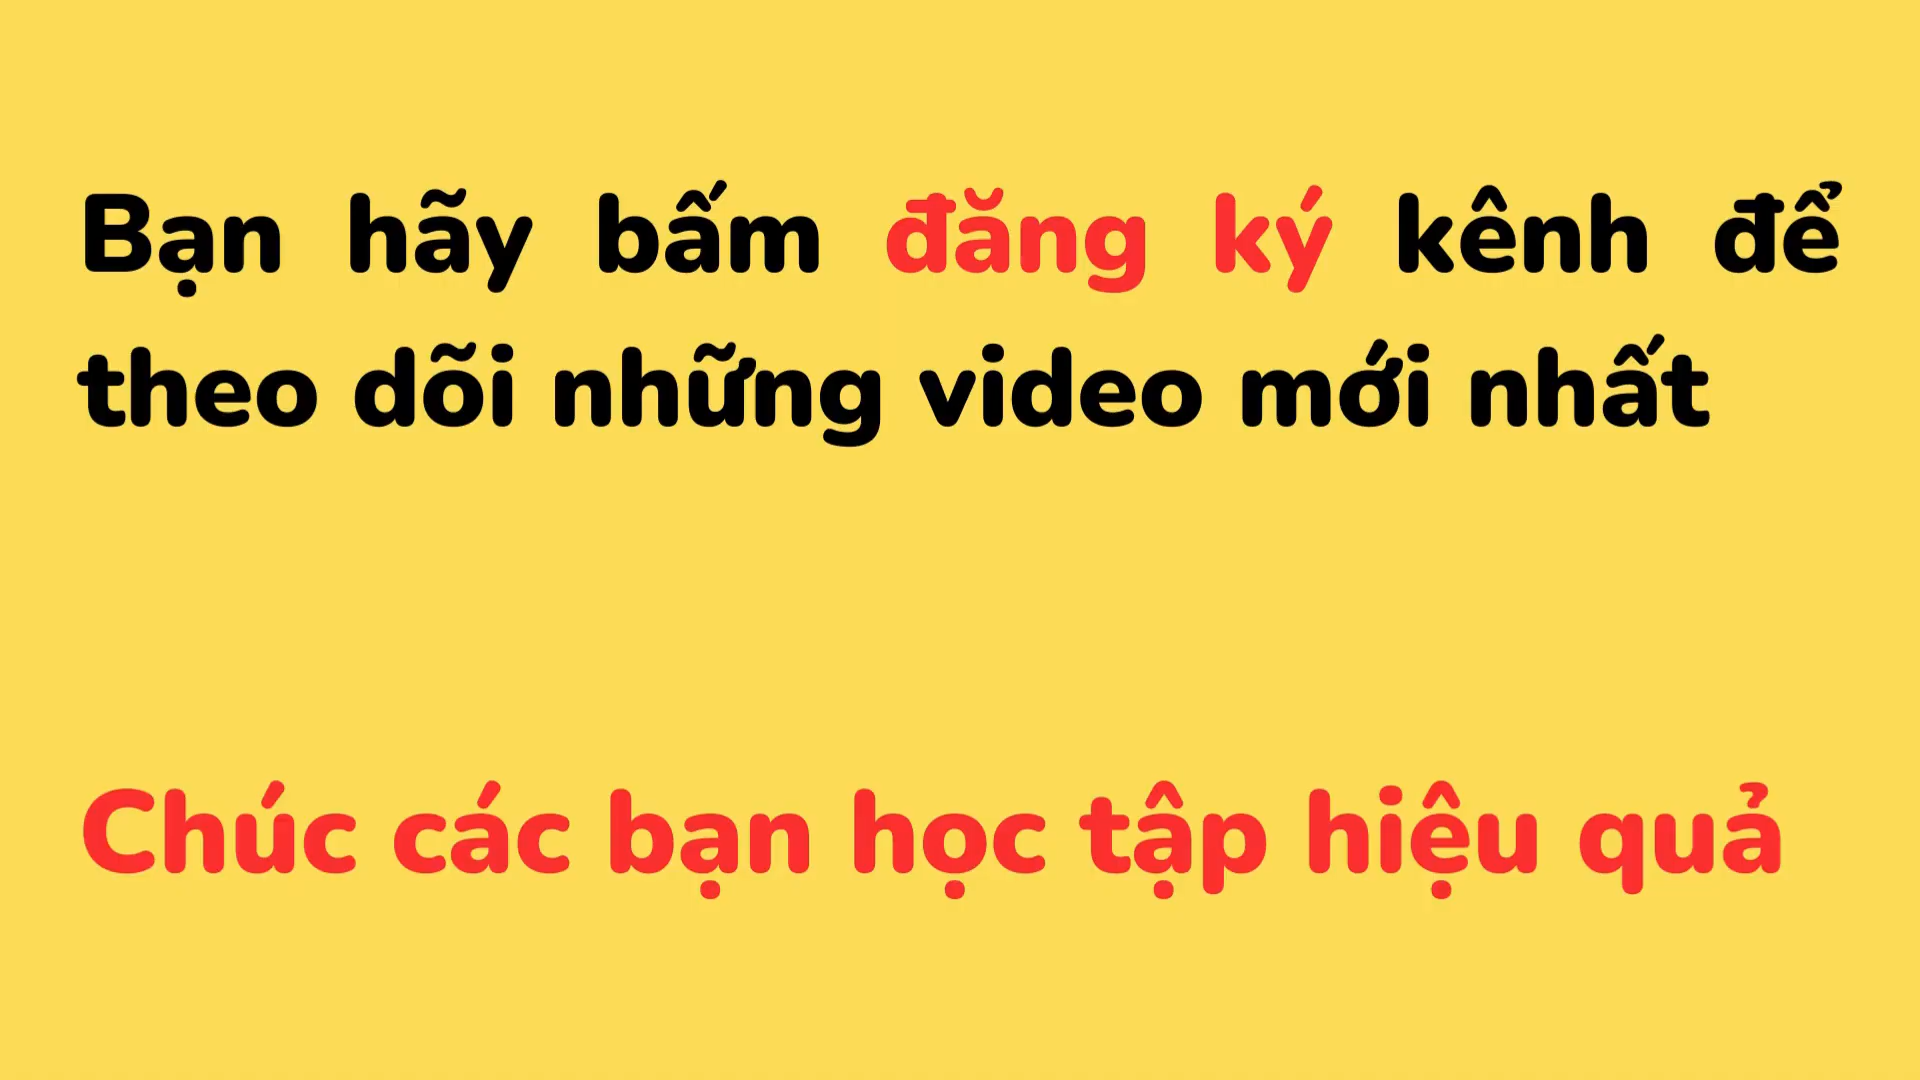 Bạn hãy bấm đăng ký kênh để
theo dõi những video mới nhất
Chúc các bạn học tập hiệu quả